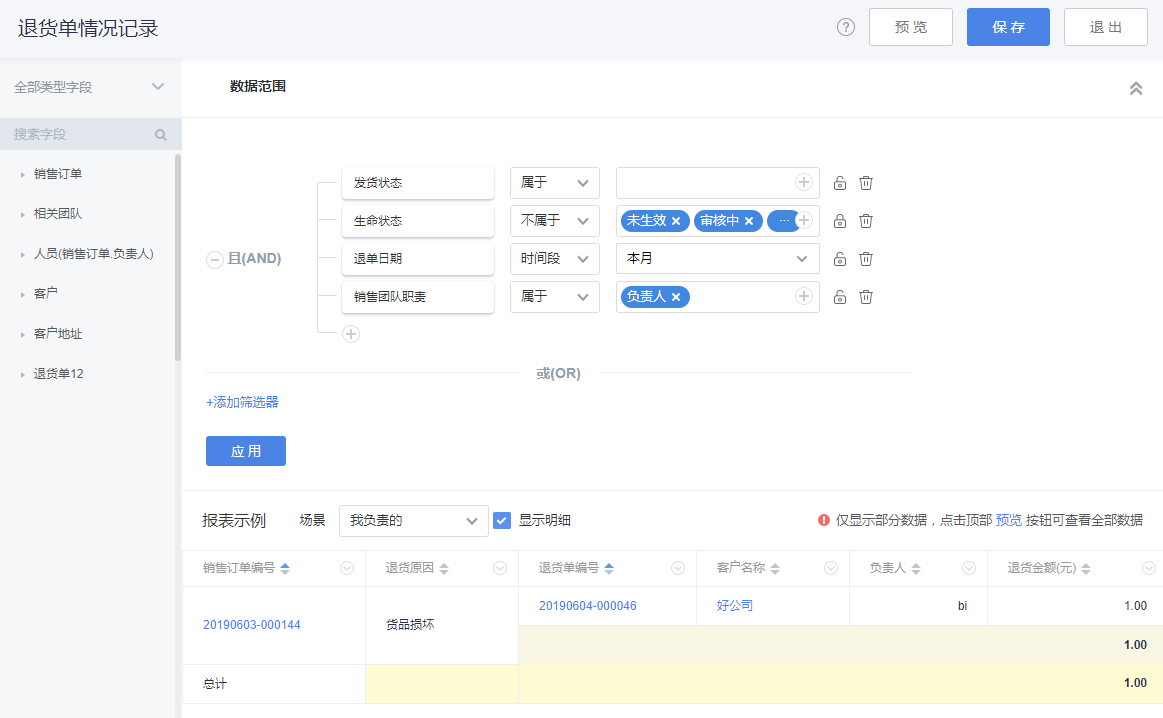 退货单情况记录
预 览
保 存
退 出
全部类型字段
数据范围
搜索字段
销售订单
相关团队
人员(销售订单.负责人)
客户
客户地址
退货单12
且(AND)
发货状态 属于
生命状态 不属于 未生效 × 审核中 × ...
退单日期 时间段 本月
销售团队职责 属于 负责人 ×
或(OR)
+添加筛选器
应 用
报表示例 场景 我负责的 显示明细 仅显示部分数据，点击顶部 预览 按钮可查看全部数据
销售订单编号 退货原因 退货单编号 客户名称 负责人 退货金额(元)
20190603-000144 货品损坏 20190604-000046 好公司 bi 1.00
1.00
总计 1.00